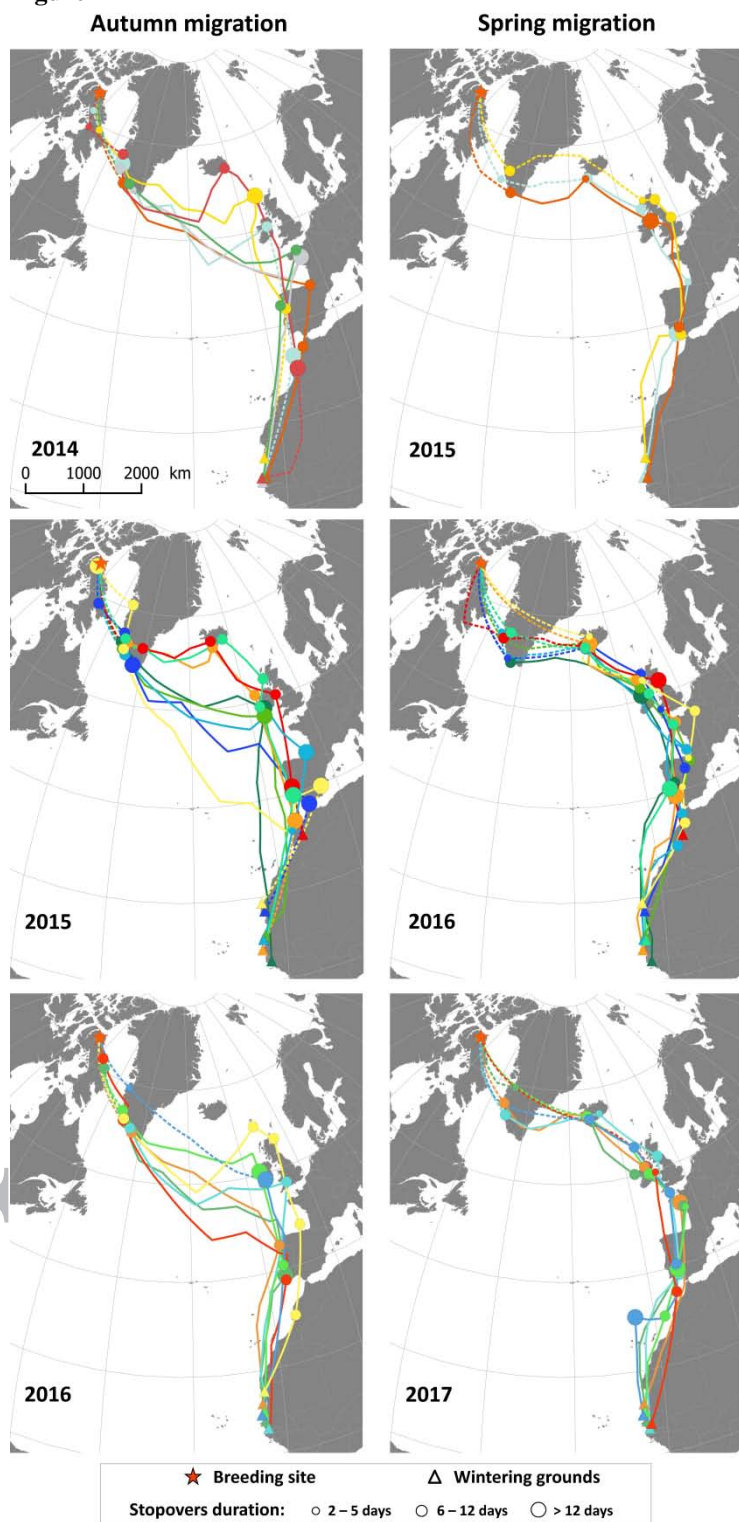 Autumn migration
Spring migration
2014
0 1000 2000 km
2015
2015
2016
2016
2017
Breeding site
Wintering grounds
Stopovers duration: 2 – 5 days 6 – 12 days > 12 days